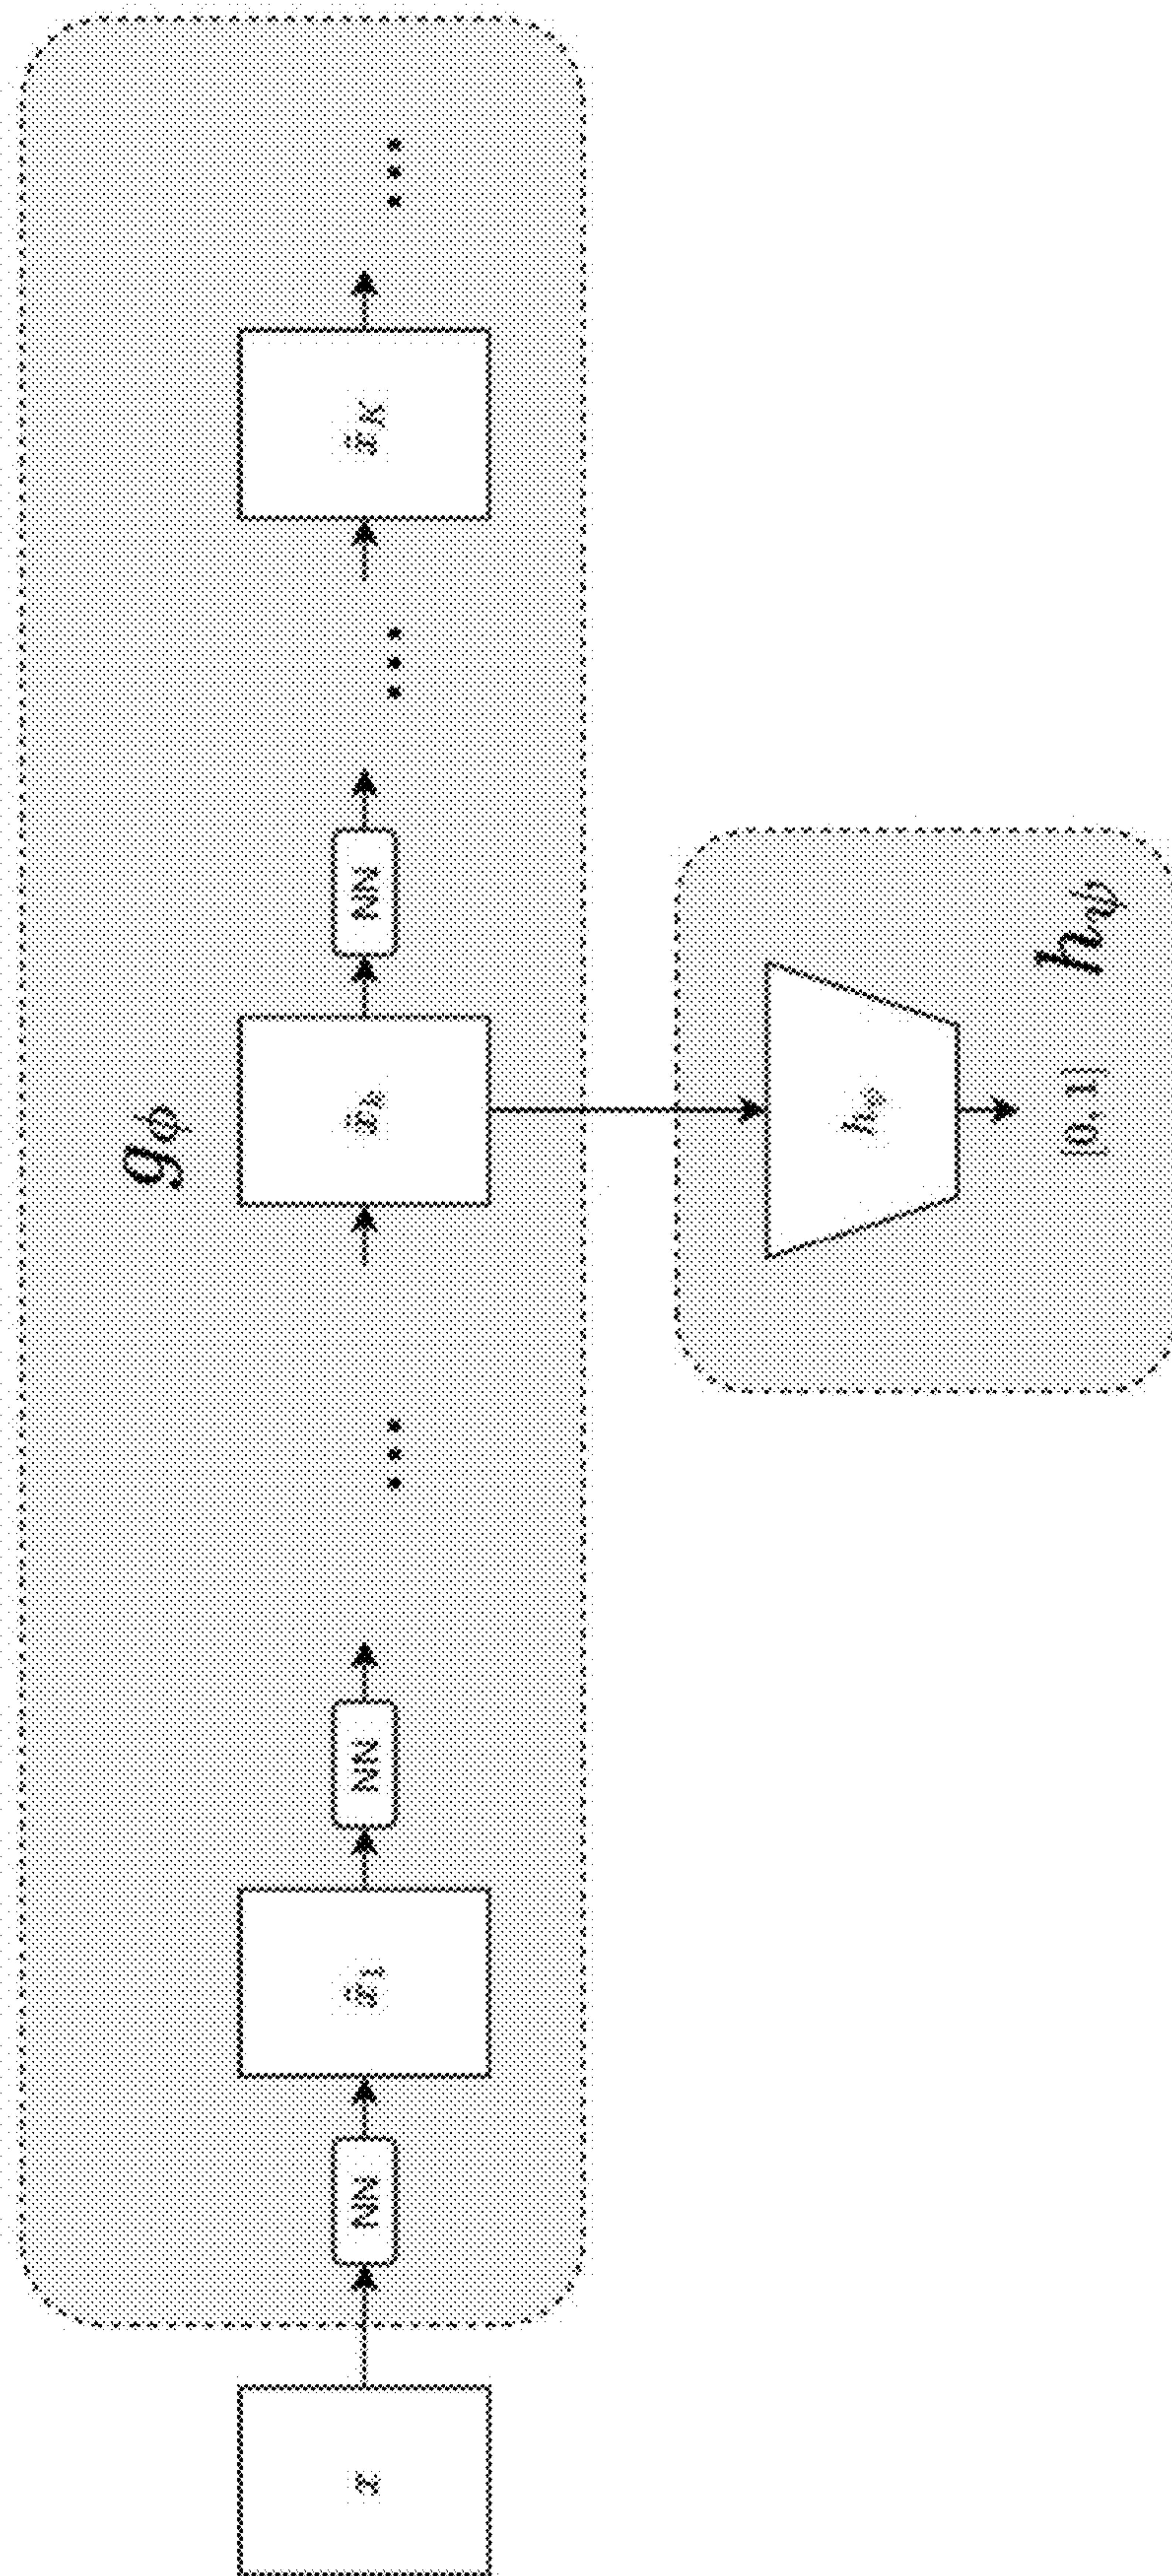 gϕ
x
NN
x̃1
NN
...
x̃k
NN
...
x̃K
...
hψ
[0, 1]
hψ